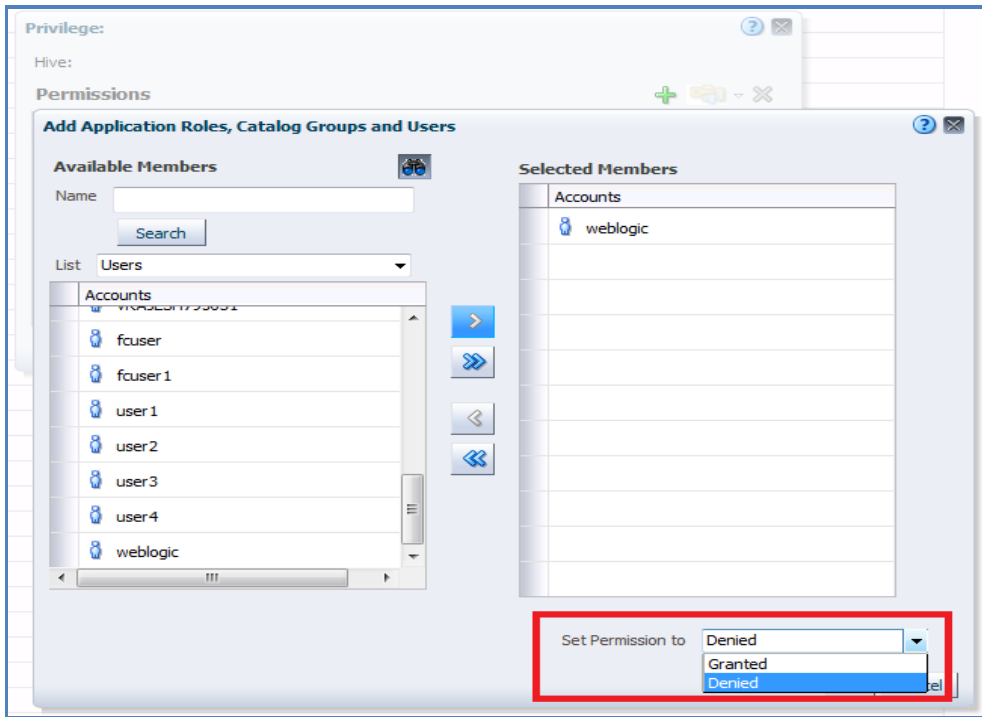 Privilege:
Hive:
Permissions
Add Application Roles, Catalog Groups and Users
Available Members
Name
Search
List Users
Accounts
fcuser
fcuser1
user1
user2
user3
user4
weblogic
Selected Members
Accounts
weblogic
Set Permission to Denied
Granted
Denied